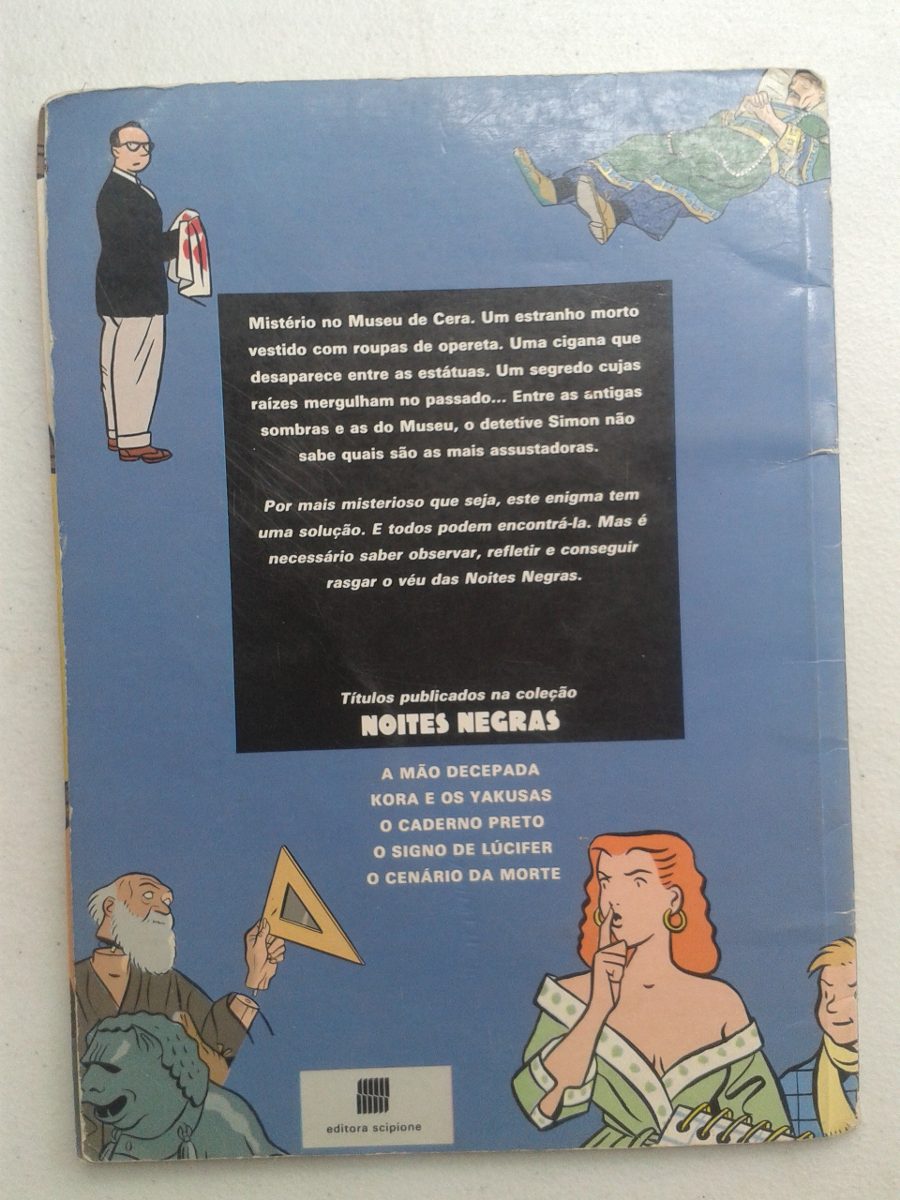 Mistério no Museu de Cera. Um estranho morto
vestido com roupas de opereta. Uma cigana que
desaparece entre as estátuas. Um segredo cujas
raízes mergulham no passado... Entre as antigas
sombras e as do Museu, o detetive Simon não
sabe quais são as mais assustadoras.
Por mais misterioso que seja, este enigma tem
uma solução. E todos podem encontrá-la. Mas é
necessário saber observar, refletir e conseguir
rasgar o véu das Noites Negras.
Títulos publicados na coleção
NOITES NEGRAS
A MÃO DECEPADA
KORA E OS YAKUSAS
O CADERNO PRETO
O SIGNO DE LÚCIFER
O CENÁRIO DA MORTE
editora scipione